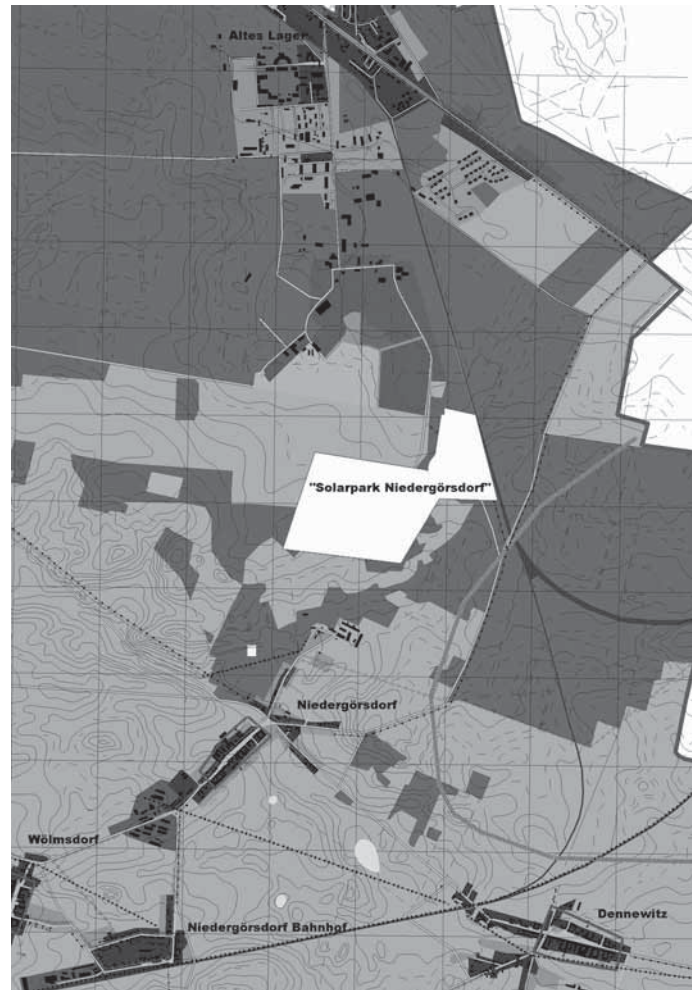 Altes Lager
"Solarpark Niedergörsdorf"
Niedergörsdorf
Wölmsdorf
Niedergörsdorf Bahnhof
Dennewitz